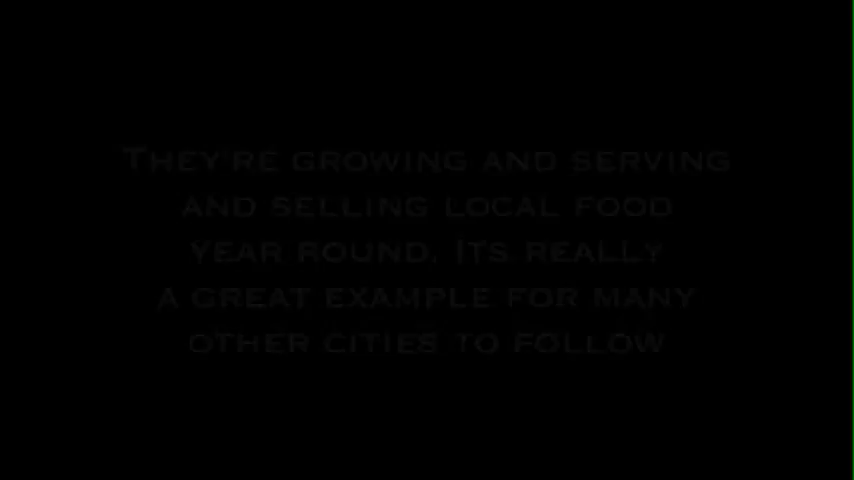 They're growing and serving
and selling local food
year round. Its really
a great example for many
other cities to follow